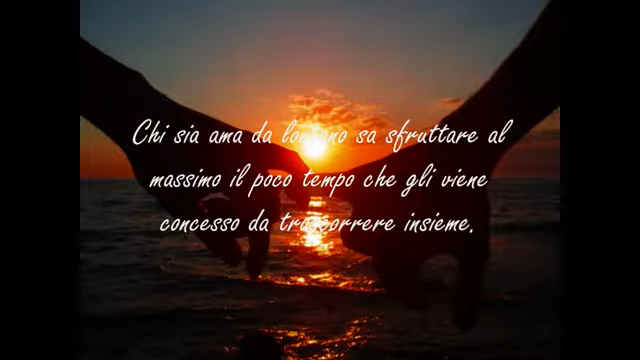 Chi sia ama da lontano sa sfruttare al
massimo il poco tempo che gli viene
concesso da trascorrere insieme.